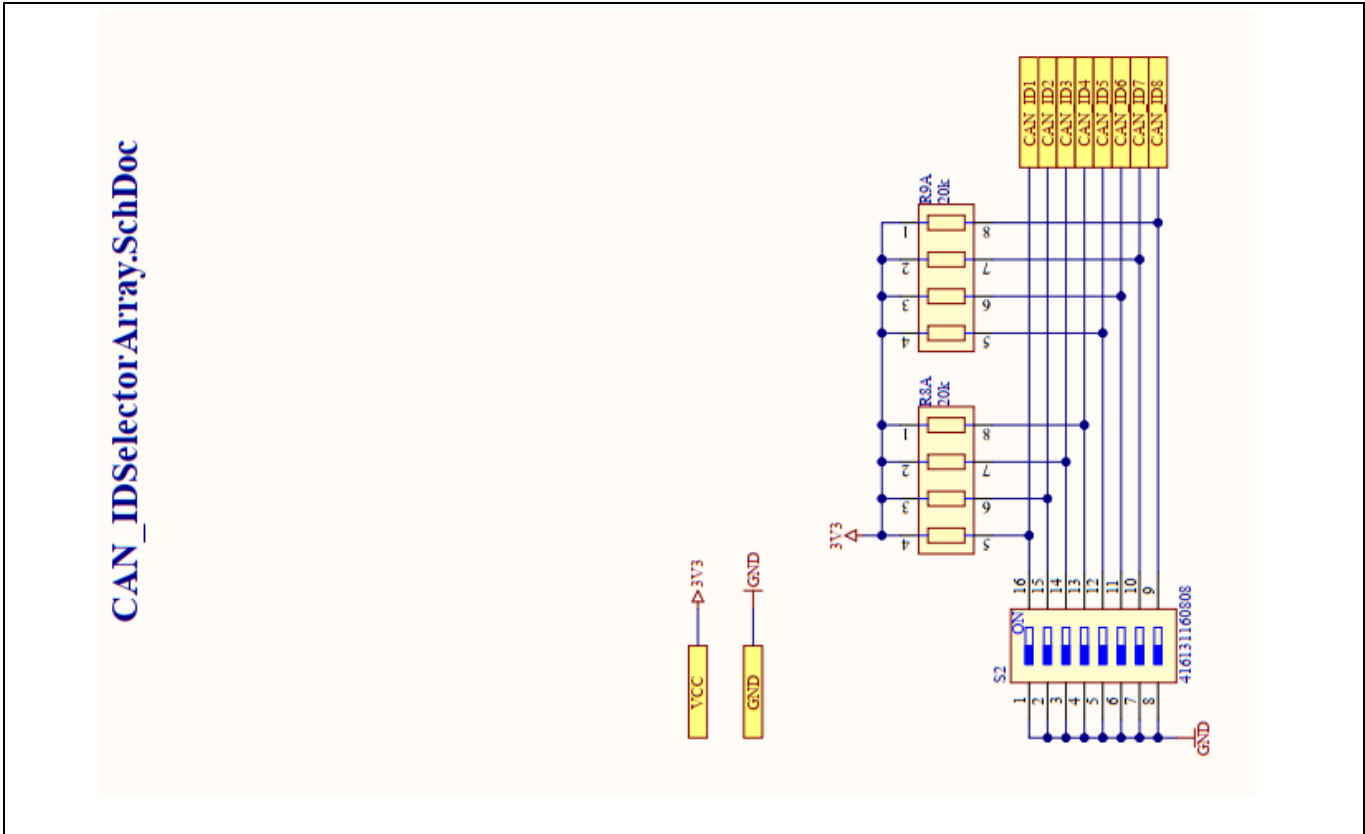 CAN_IDSelectorArray.SchDoc
CAN_ID1
CAN_ID2
CAN_ID3
CAN_ID4
CAN_ID5
CAN_ID6
CAN_ID7
CAN_ID8
R9A
20k
1
2
3
4
8
7
6
5
R8A
20k
1
2
3
4
8
7
6
5
3V3
3V3
GND
VCC
GND
16
15
14
13
12
11
10
9
ON
S2
416131160808
1
2
3
4
5
6
7
8
GND